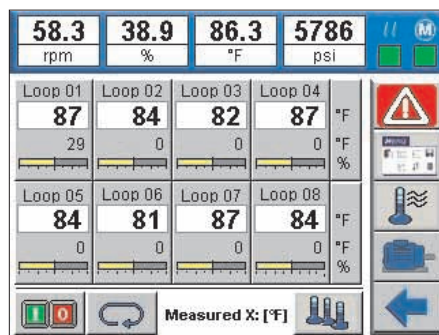 58.3 38.9 86.3 5786
rpm % °F psi
M
Loop 01 Loop 02 Loop 03 Loop 04
87 84 82 87 °F
29 0 0 0 °F
%
Loop 05 Loop 06 Loop 07 Loop 08
84 81 87 84 °F
0 0 0 0 °F
%
I 0 Measured X: [°F]